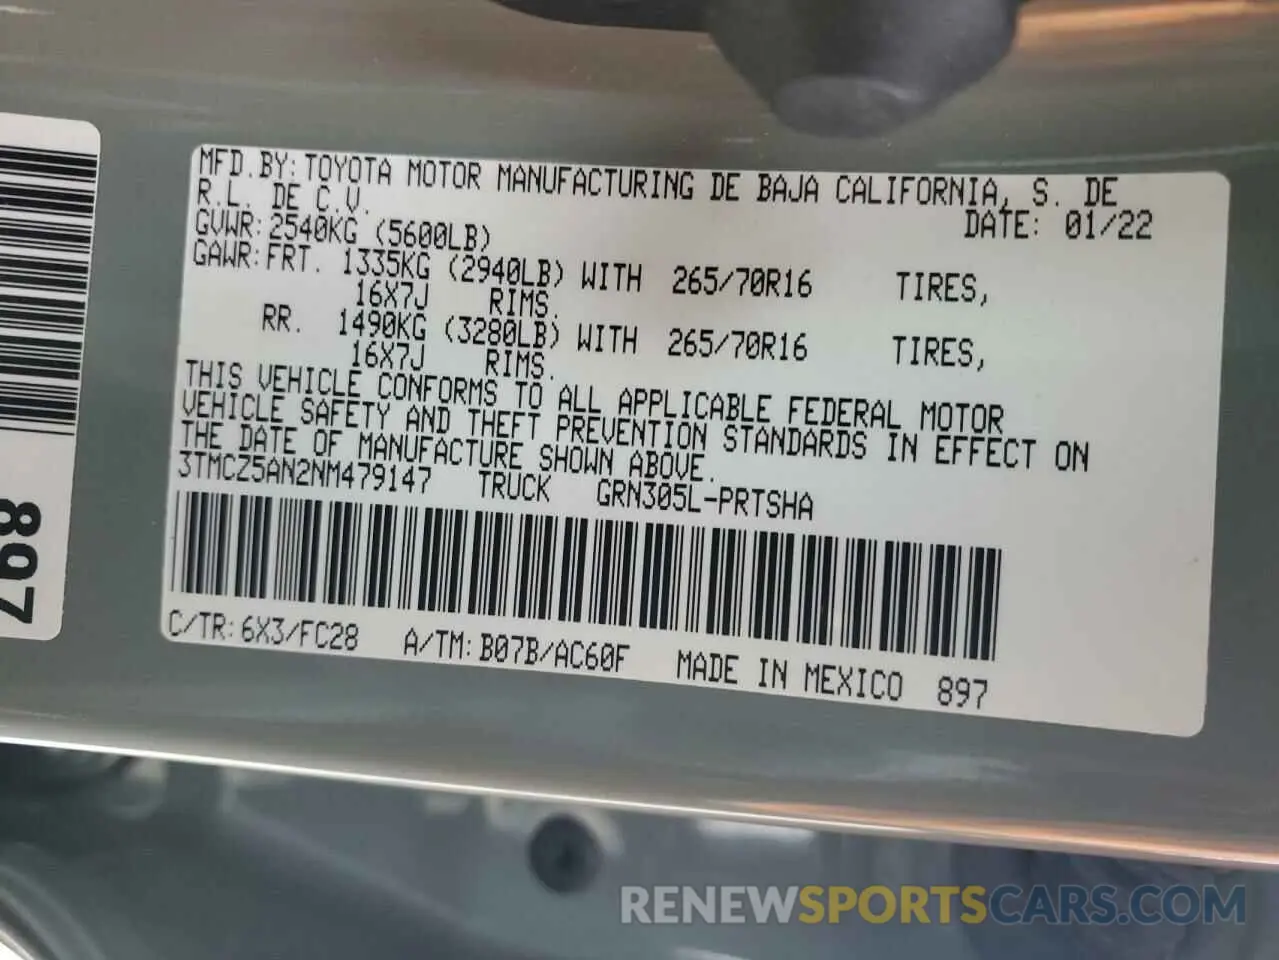 MFD.BY:TOYOTA MOTOR MANUFACTURING DE BAJA CALIFORNIA, S. DE
R.L. DE C.V. DATE: 01/22
GVWR:2540KG (5600LB)
GAWR:FRT. 1335KG (2940LB) WITH 265/70R16 TIRES,
16X7J RIMS.
RR. 1490KG (3280LB) WITH 265/70R16 TIRES,
16X7J RIMS.
THIS VEHICLE CONFORMS TO ALL APPLICABLE FEDERAL MOTOR
VEHICLE SAFETY AND THEFT PREVENTION STANDARDS IN EFFECT ON
THE DATE OF MANUFACTURE SHOWN ABOVE.
3TMCZ5AN2NM479147 TRUCK GRN305L-PRTSHA
C/TR:6X3/FC28 A/TM:B07B/AC60F MADE IN MEXICO 897
897
RENEWSPORTSCARS.COM